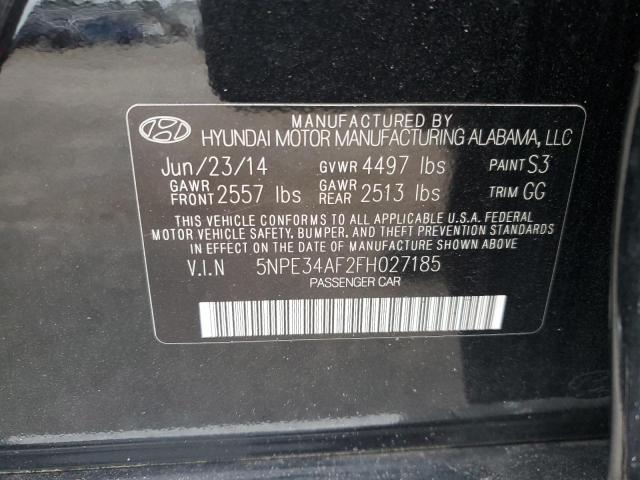 MANUFACTURED BY
HYUNDAI MOTOR MANUFACTURING ALABAMA, LLC
Jun/23/14 GVWR 4497 lbs PAINT S3
GAWR FRONT 2557 lbs GAWR REAR 2513 lbs TRIM GG
THIS VEHICLE CONFORMS TO ALL APPLICABLE U.S.A. FEDERAL
MOTOR VEHICLE SAFETY, BUMPER, AND THEFT PREVENTION STANDARDS
IN EFFECT ON THE DATE OF MANUFACTURE SHOWN ABOVE
V.I.N 5NPE34AF2FH027185
PASSENGER CAR